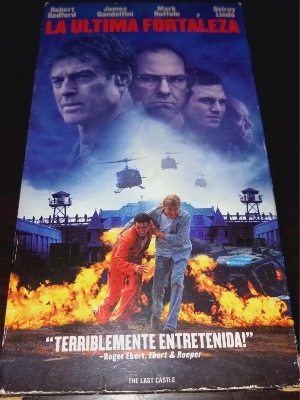 Robert Redford
James Gandolfini
Mark Ruffalo
y
Delroy Lindo
LA ULTIMA FORTALEZA
"TERRIBLEMENTE ENTRETENIDA!"
–Roger Ebert, Ebert & Roeper
THE LAST CASTLE